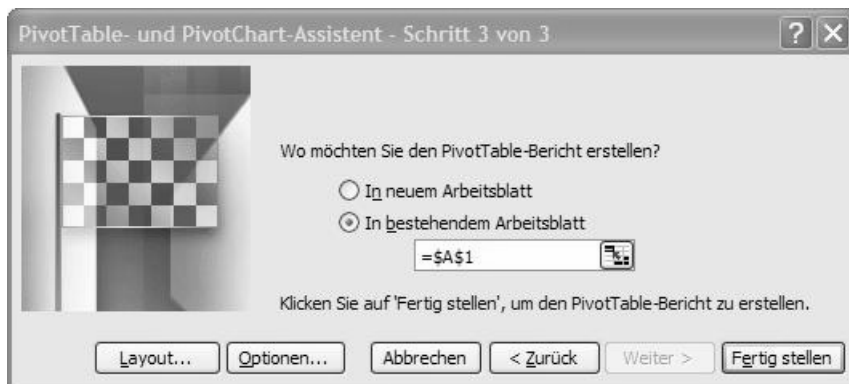 PivotTable- und PivotChart-Assistent - Schritt 3 von 3
Wo möchten Sie den PivotTable-Bericht erstellen?
In neuem Arbeitsblatt
In bestehendem Arbeitsblatt
=$A$1
Klicken Sie auf 'Fertig stellen', um den PivotTable-Bericht zu erstellen.
Layout... Optionen... Abbrechen < Zurück Weiter > Fertig stellen